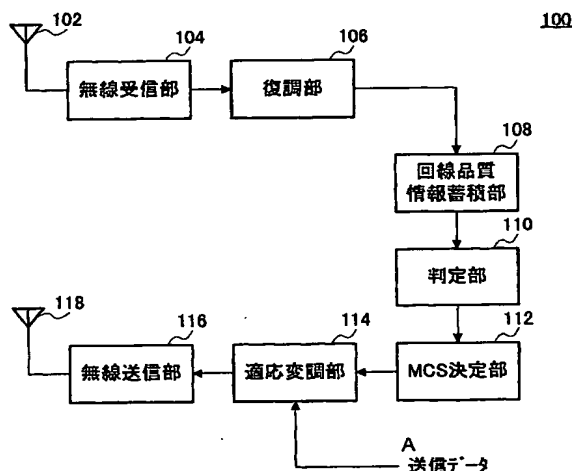 102
104
106
100
無線受信部
復調部
108
回線品質
情報蓄積部
110
判定部
118
116
114
112
無線送信部
適応変調部
MCS決定部
A
送信データ